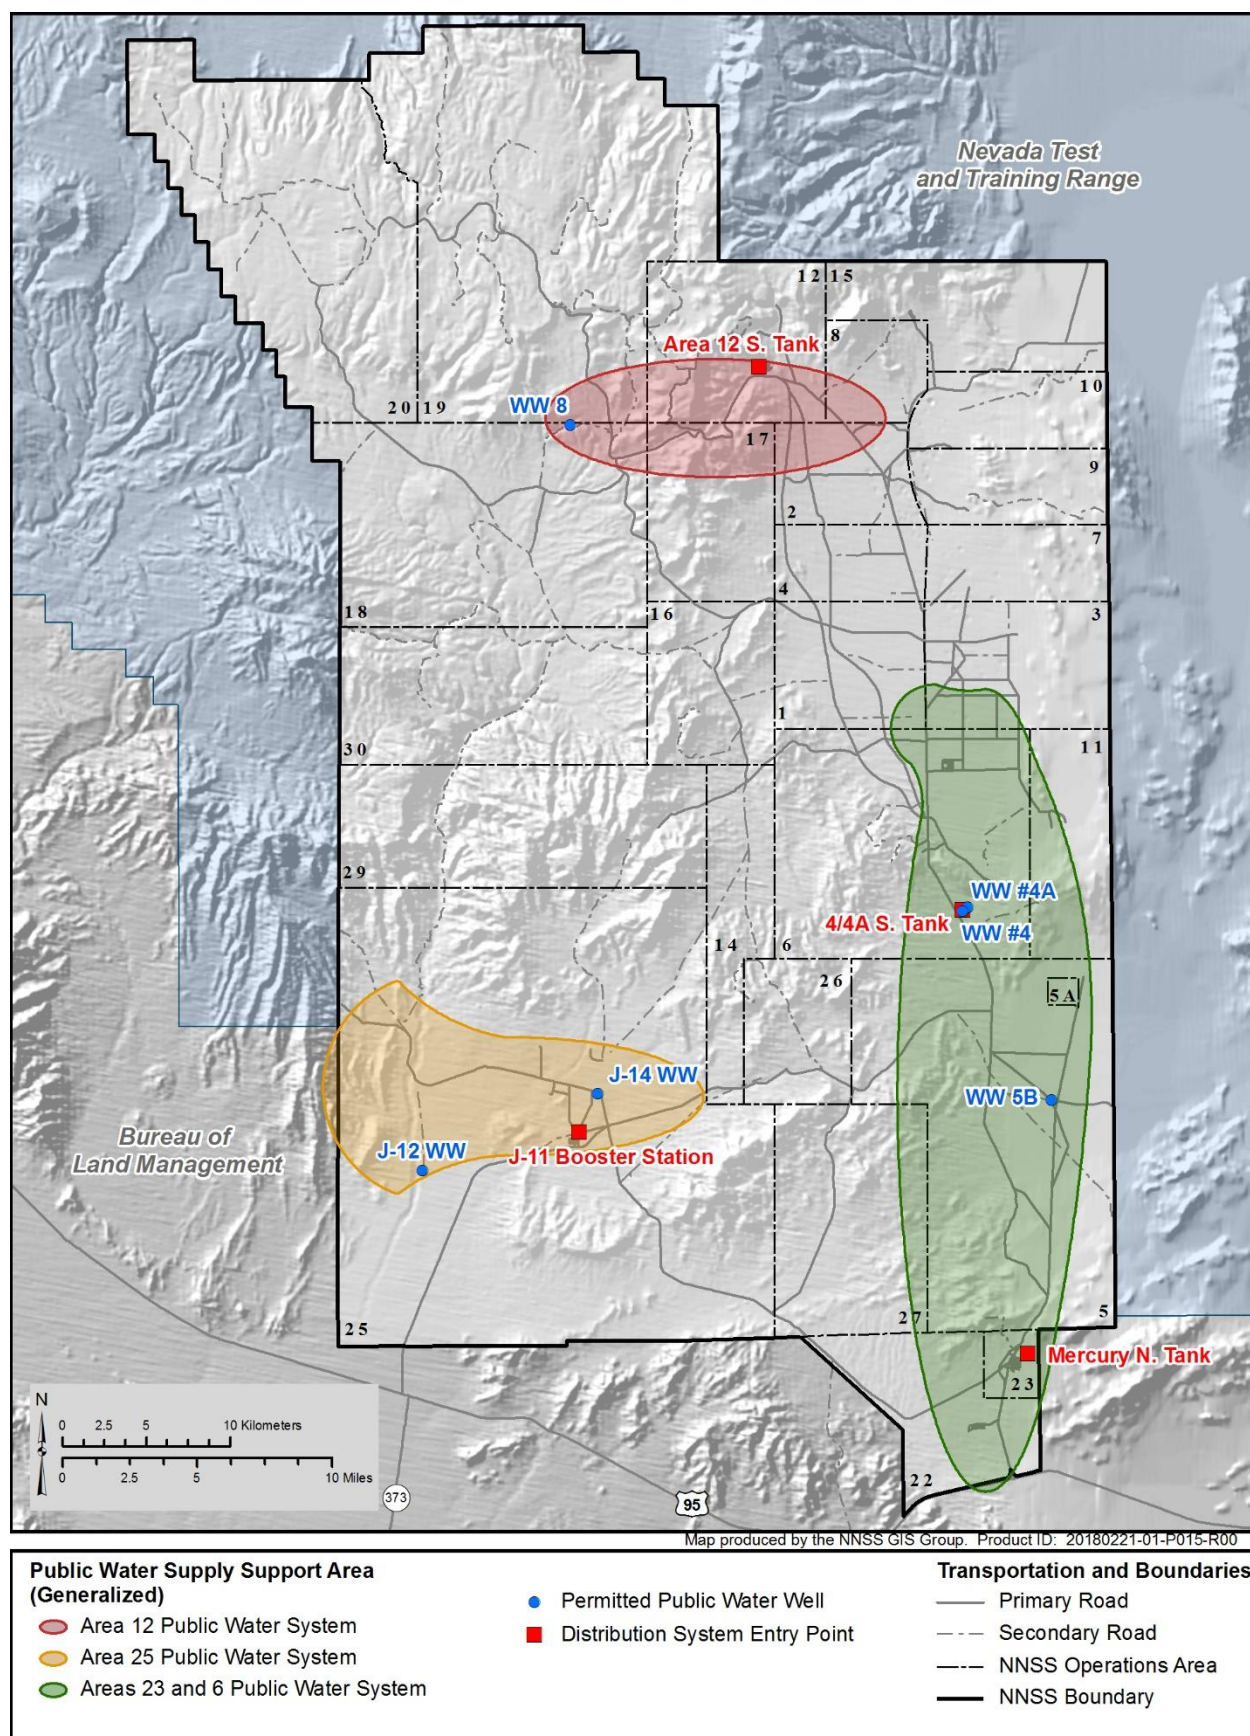 Nevada Test
and Training Range
12 15
8
Area 12 S. Tank
10
20 19
WW 8
17
9
2
7
4
18
16
3
1
30
11
29
WW #4A
4/4A S. Tank
WW #4
14
6
26
5A
J-14 WW
WW 5B
Bureau of
Land Management
J-12 WW
J-11 Booster Station
25
27
5
Mercury N. Tank
23
N
0 2.5 5 10 Kilometers
0 2.5 5 10 Miles
373
95
22
Map produced by the NNSS GIS Group. Product ID: 20180221-01-P015-R00
Public Water Supply Support Area
(Generalized)
Area 12 Public Water System
Area 25 Public Water System
Areas 23 and 6 Public Water System
Permitted Public Water Well
Distribution System Entry Point
Transportation and Boundaries
Primary Road
Secondary Road
NNSS Operations Area
NNSS Boundary